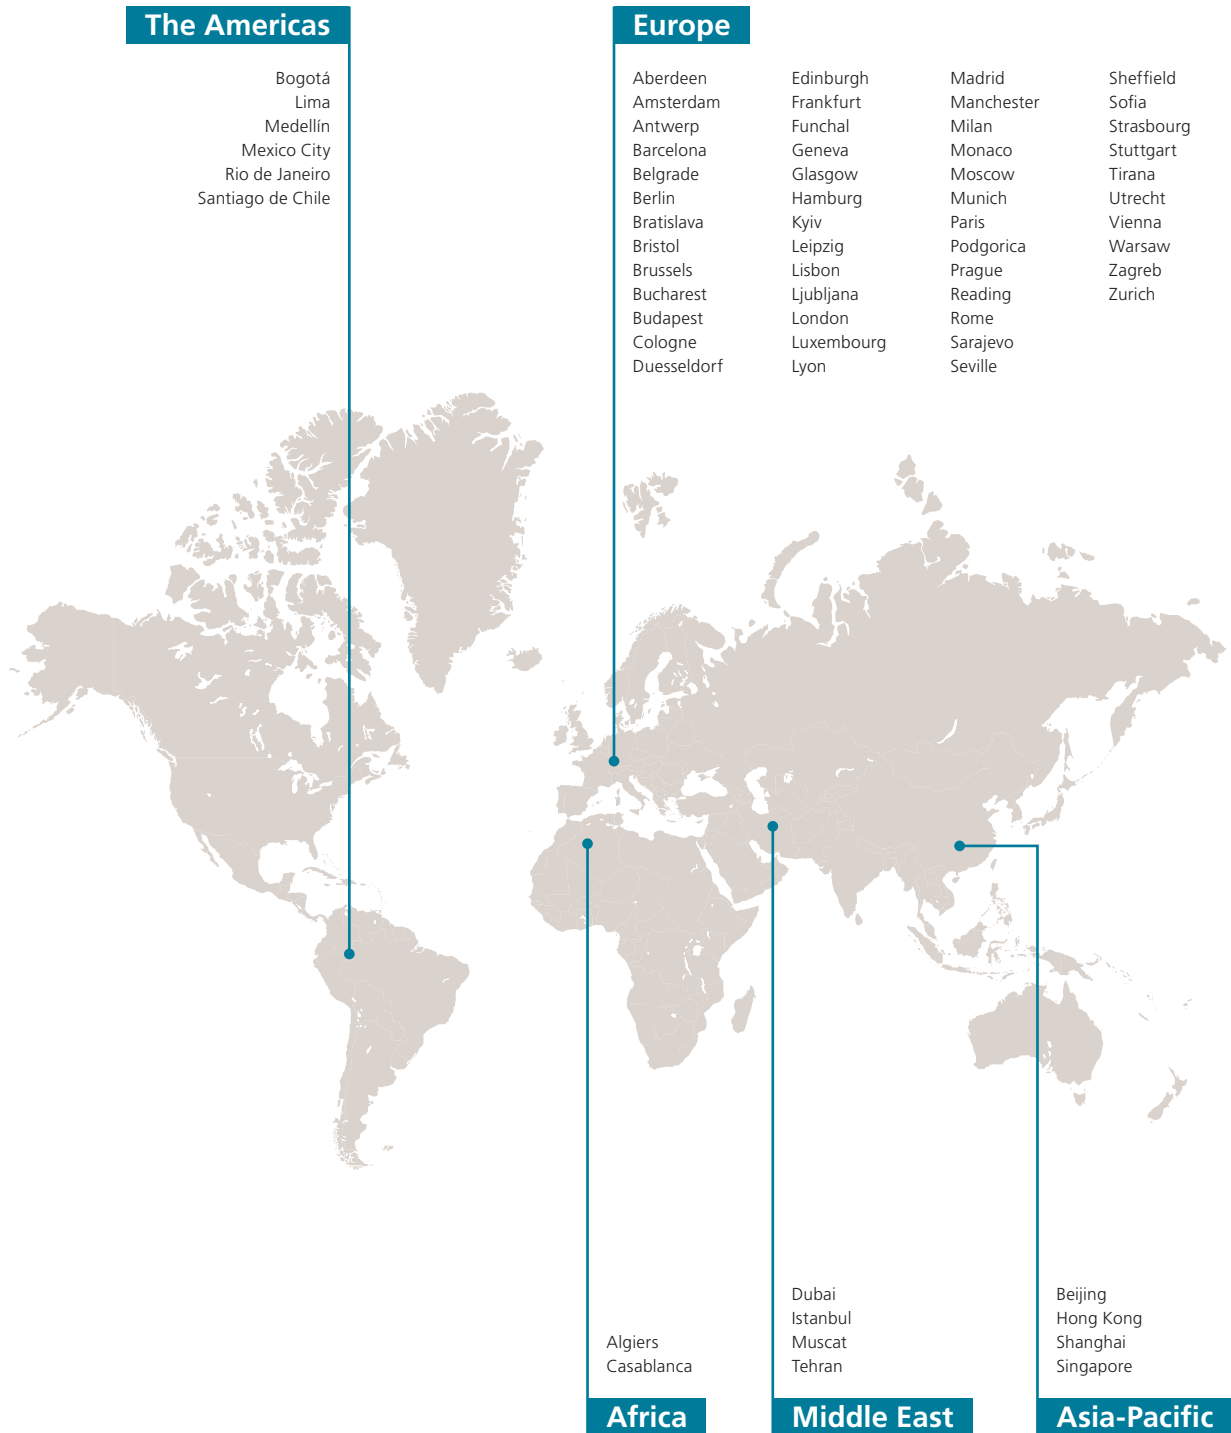 The Americas
Bogotá
Lima
Medellín
Mexico City
Rio de Janeiro
Santiago de Chile
Europe
Aberdeen
Amsterdam
Antwerp
Barcelona
Belgrade
Berlin
Bratislava
Bristol
Brussels
Bucharest
Budapest
Cologne
Duesseldorf
Edinburgh
Frankfurt
Funchal
Geneva
Glasgow
Hamburg
Kyiv
Leipzig
Lisbon
Ljubljana
London
Luxembourg
Lyon
Madrid
Manchester
Milan
Monaco
Moscow
Munich
Paris
Podgorica
Prague
Reading
Rome
Sarajevo
Seville
Sheffield
Sofia
Strasbourg
Stuttgart
Tirana
Utrecht
Vienna
Warsaw
Zagreb
Zurich
Algiers
Casablanca
Africa
Dubai
Istanbul
Muscat
Tehran
Middle East
Beijing
Hong Kong
Shanghai
Singapore
Asia-Pacific